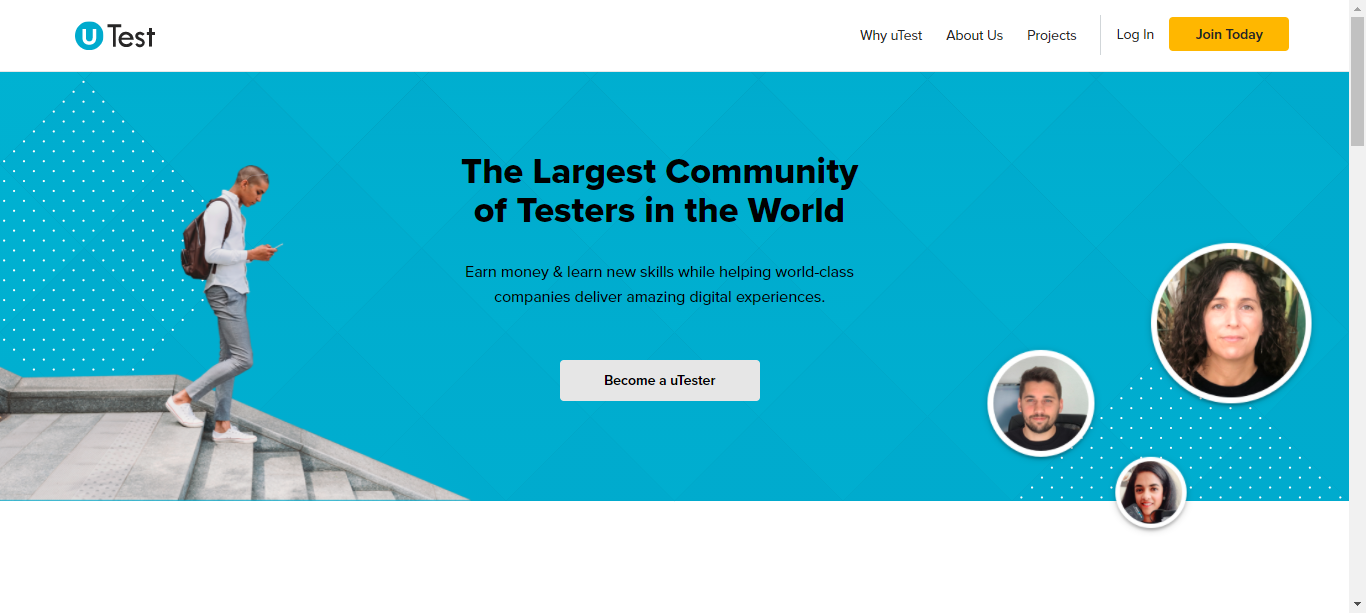 uTest
Why uTest
About Us
Projects
Log In
Join Today
The Largest Community
of Testers in the World
Earn money & learn new skills while helping world-class
companies deliver amazing digital experiences.
Become a uTester